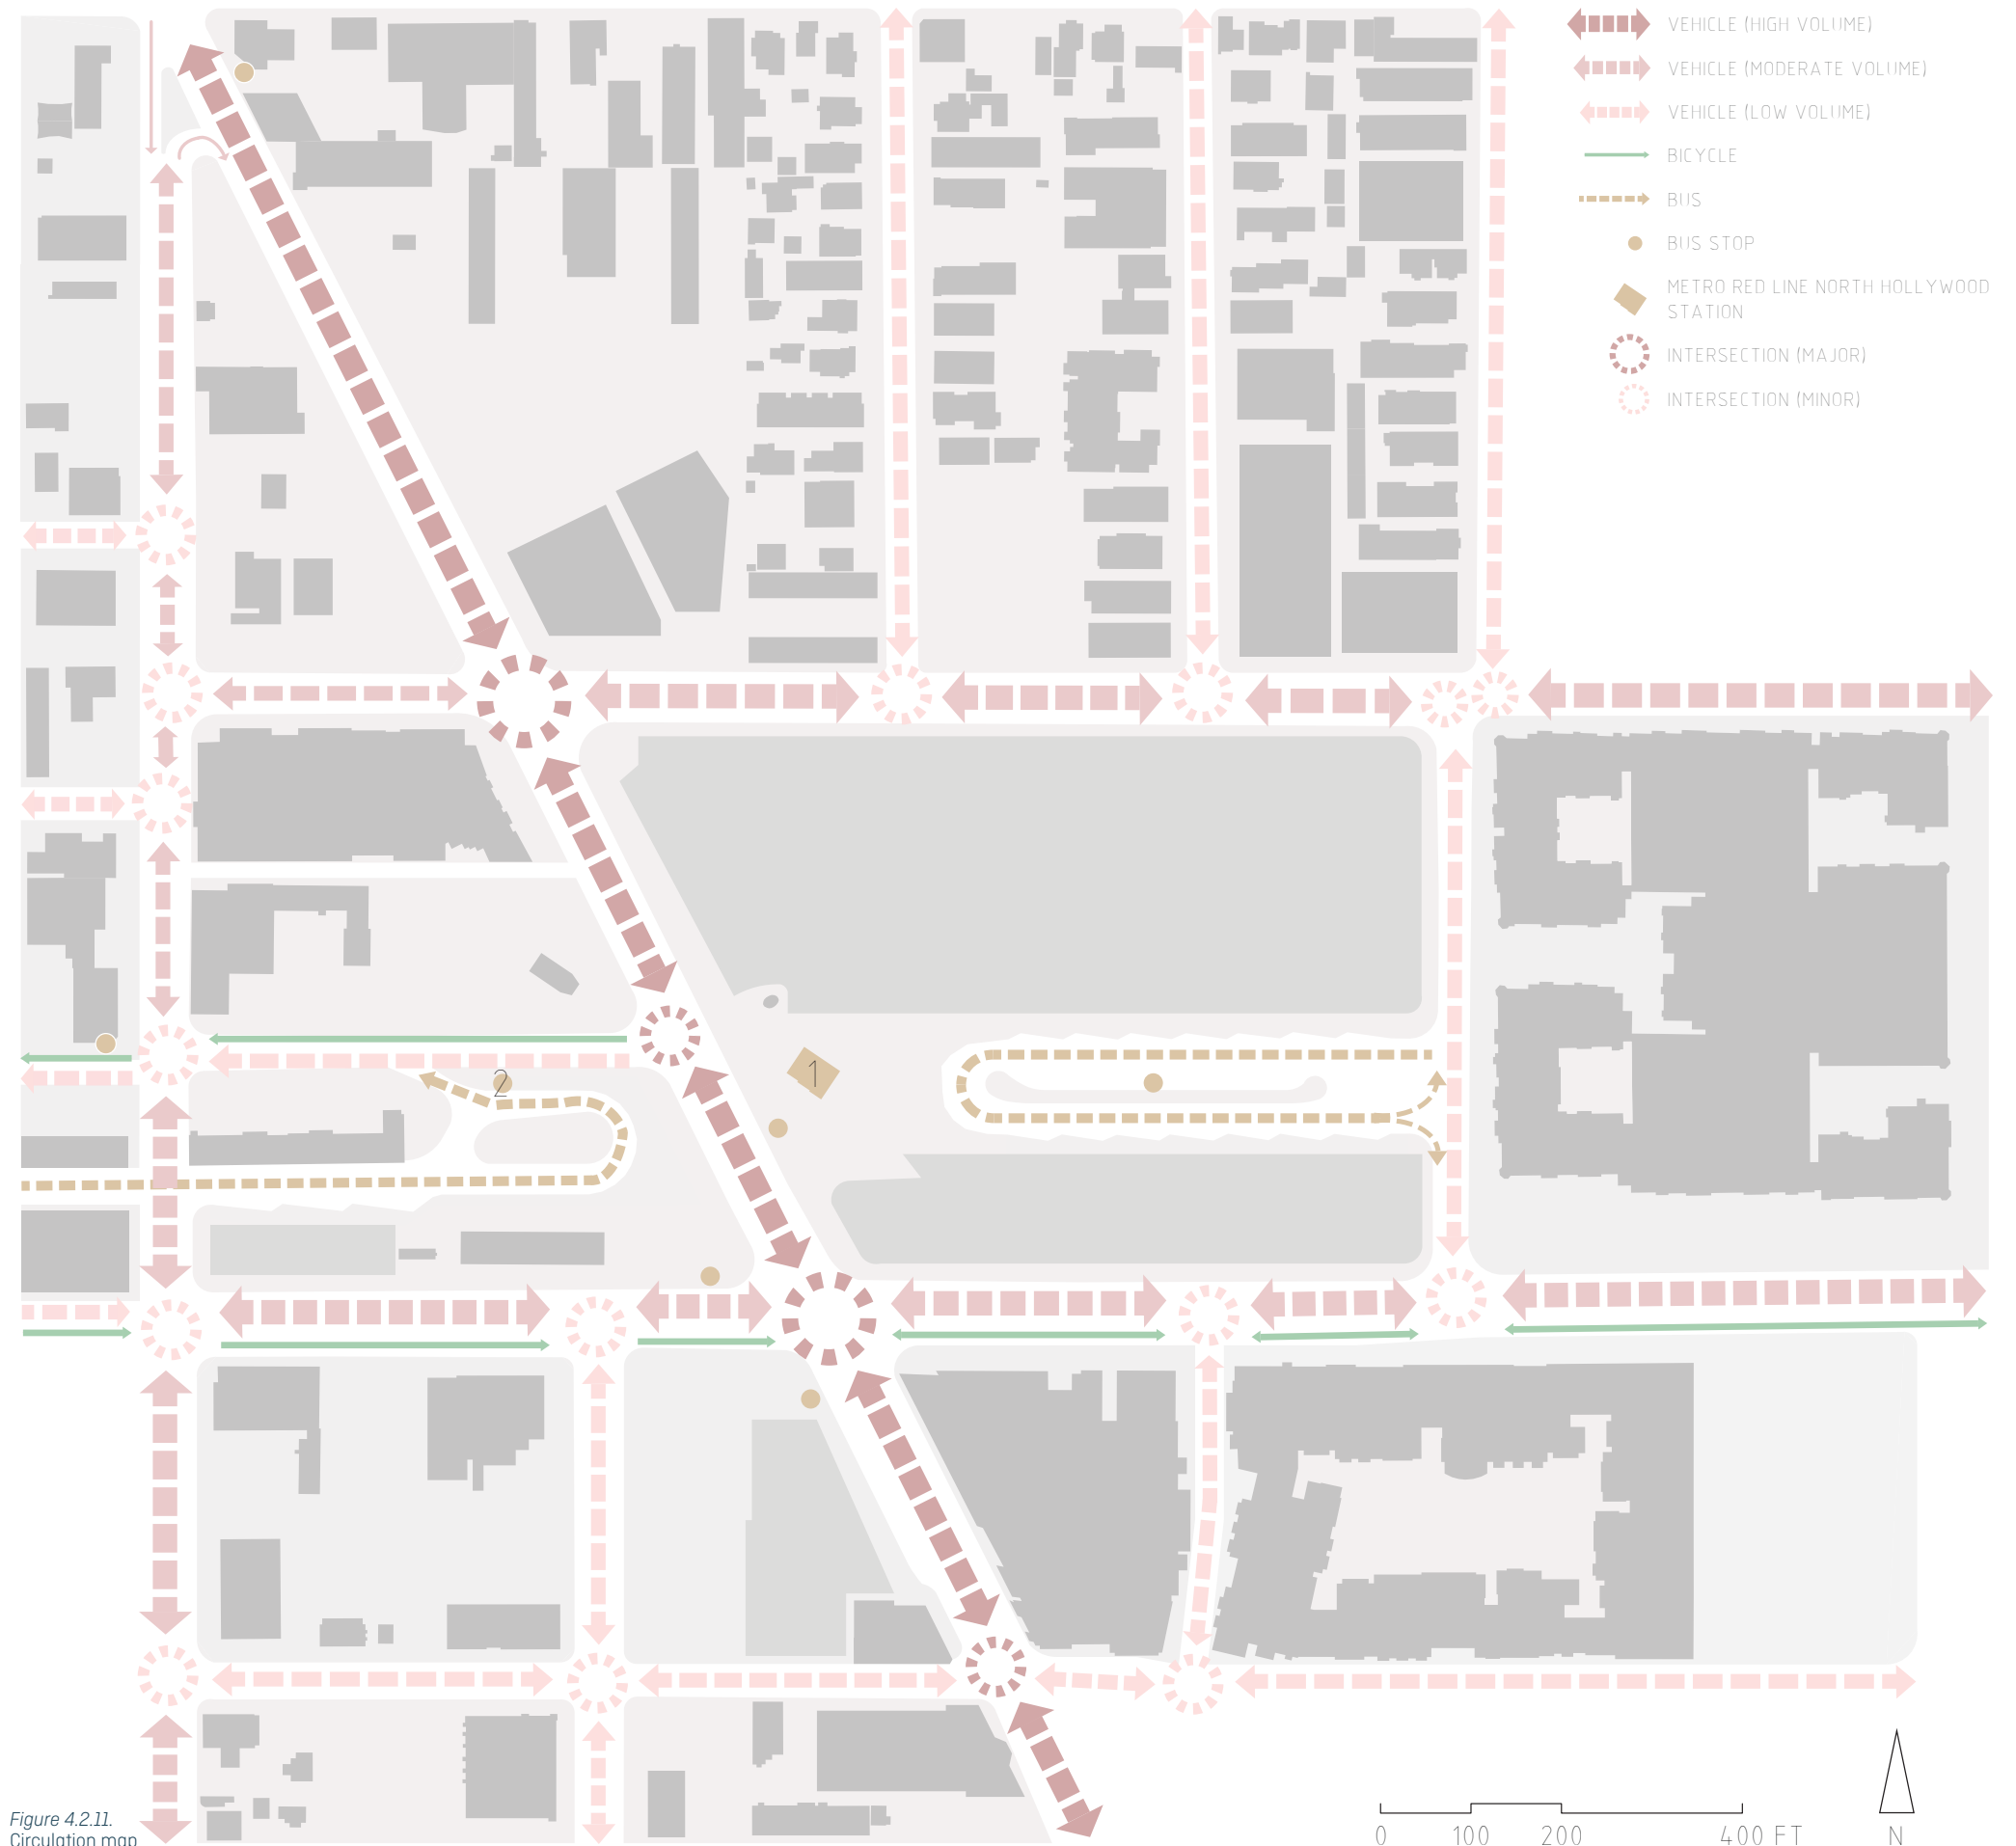 VEHICLE (HIGH VOLUME)
VEHICLE (MODERATE VOLUME)
VEHICLE (LOW VOLUME)
BICYCLE
BUS
BUS STOP
METRO RED LINE NORTH HOLLYWOOD
STATION
INTERSECTION (MAJOR)
INTERSECTION (MINOR)
1
2
Figure 4.2.11.
Circulation map
0 100 200 400 FT N